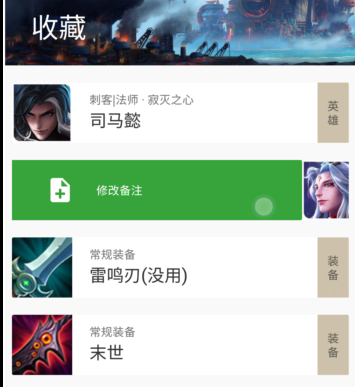 收藏
刺客|法师 · 寂灭之心
司马懿
英雄
修改备注
常规装备
雷鸣刃(没用)
装备
常规装备
末世
装备